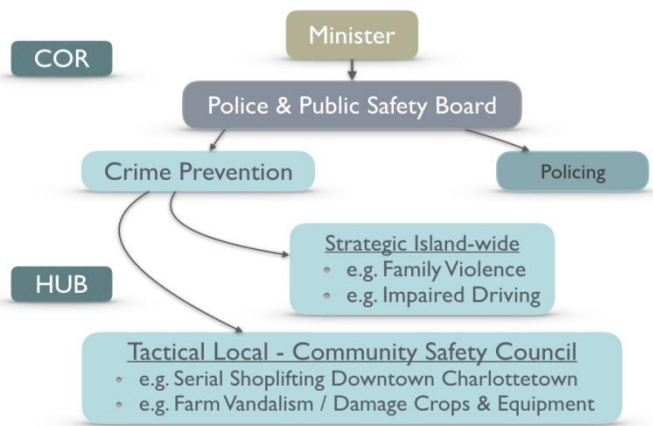 Minister
COR
Police & Public Safety Board
Crime Prevention
Policing
Strategic Island-wide
• e.g. Family Violence
• e.g. Impaired Driving
HUB
Tactical Local - Community Safety Council
• e.g. Serial Shoplifting Downtown Charlottetown
• e.g. Farm Vandalism / Damage Crops & Equipment